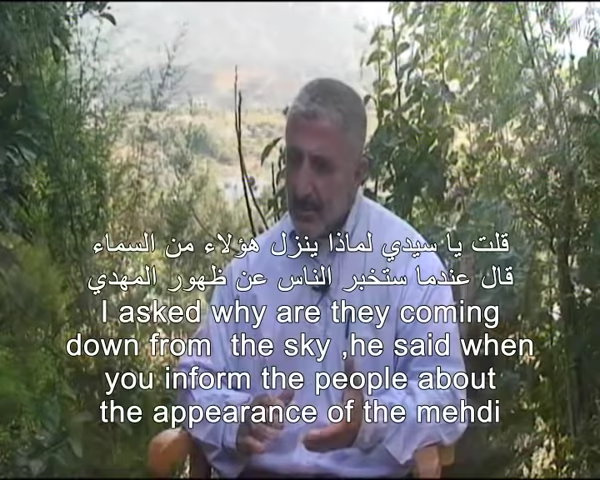 قلت يا سيدي لماذا ينزل هؤلاء من السماء
قال عندما ستخبر الناس عن ظهور المهدي
I asked why are they coming
down from the sky ,he said when
you inform the people about
the appearance of the mehdi